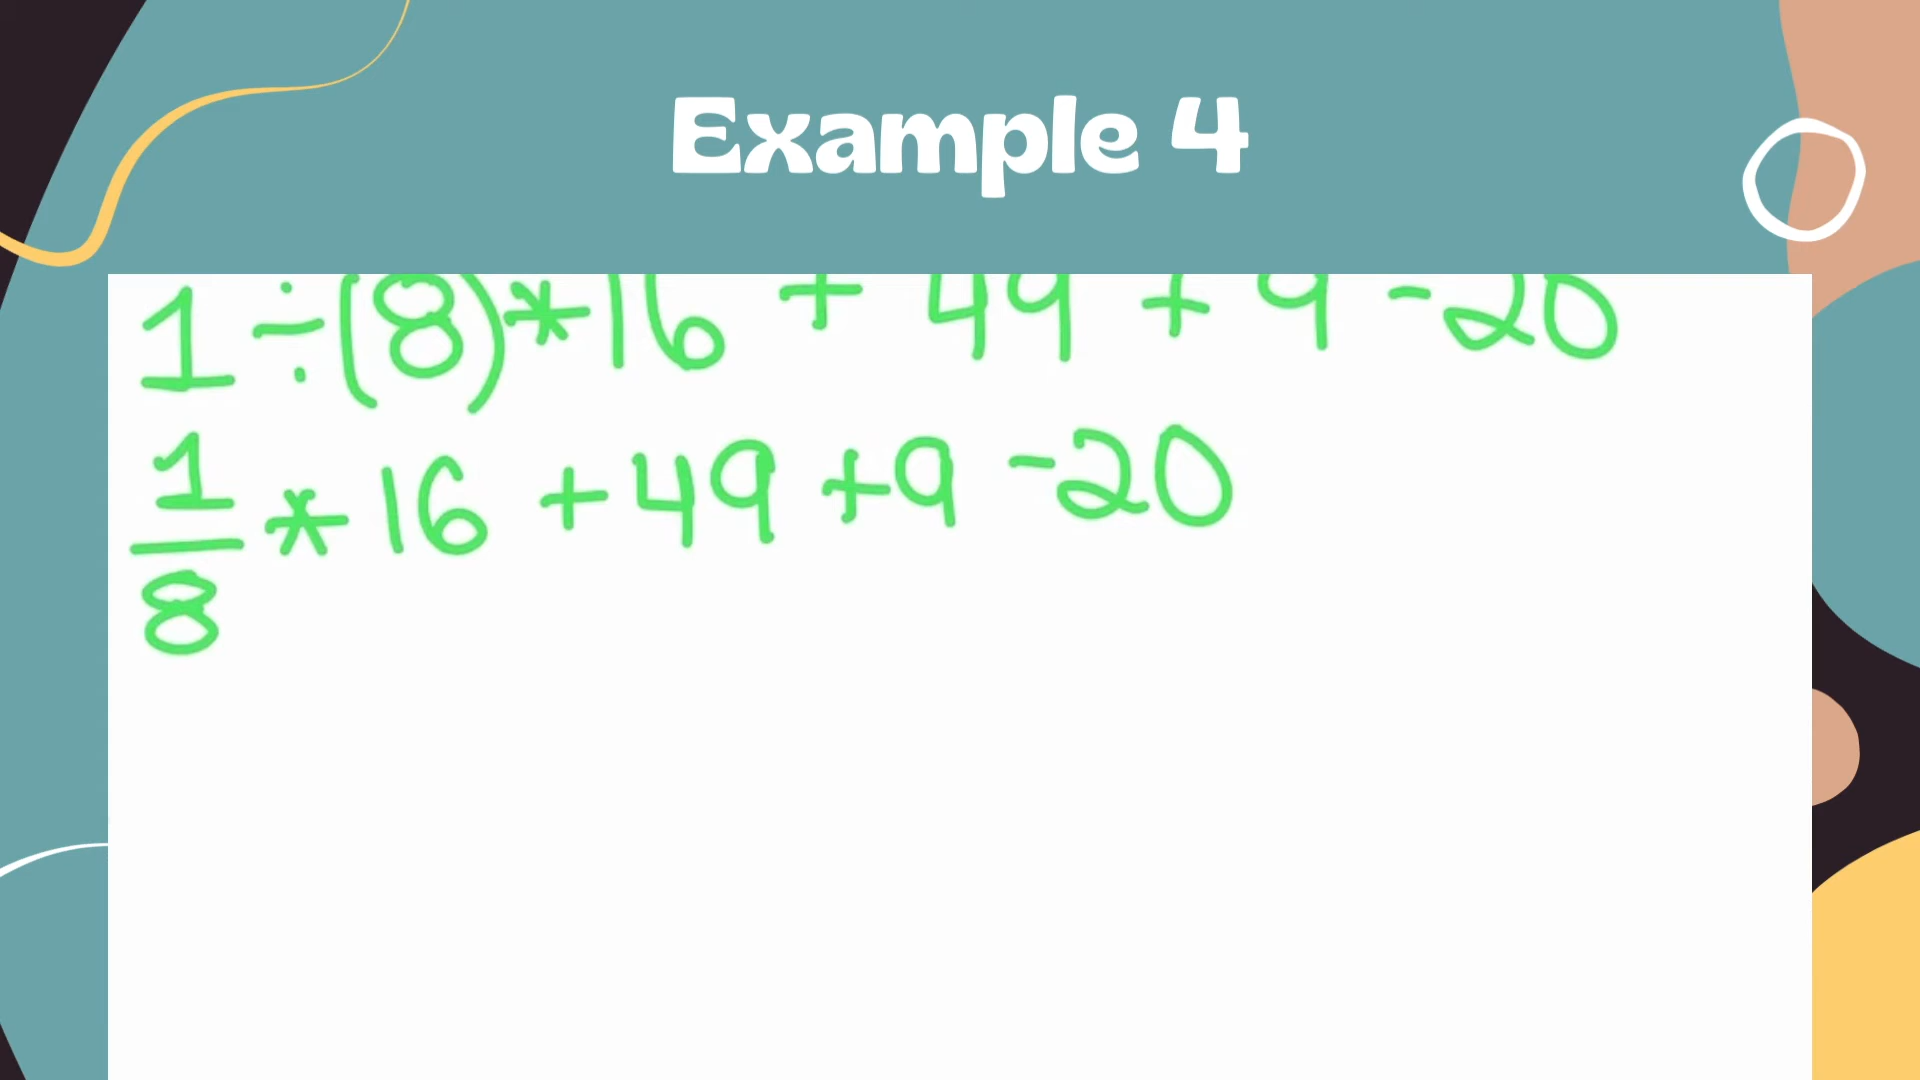 Example 4
1 ÷ (8) * 16 + 49 + 9 - 20
1
8 * 16 + 49 + 9 - 20